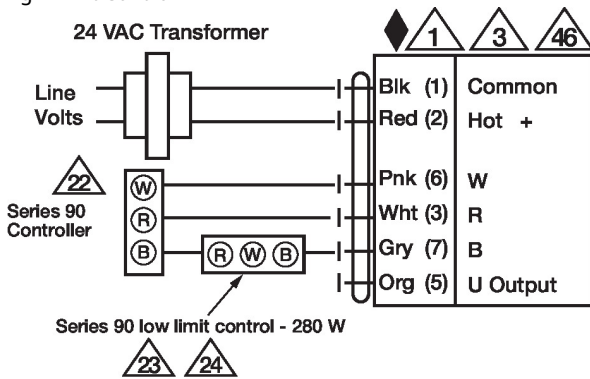 24 VAC Transformer
1 3 46
Line
Volts
Blk (1) Common
Red (2) Hot +
22
Series 90
Controller
W
R
B
R W B
Pnk (6) W
Wht (3) R
Gry (7) B
Org (5) U Output
Series 90 low limit control - 280 W
23 24